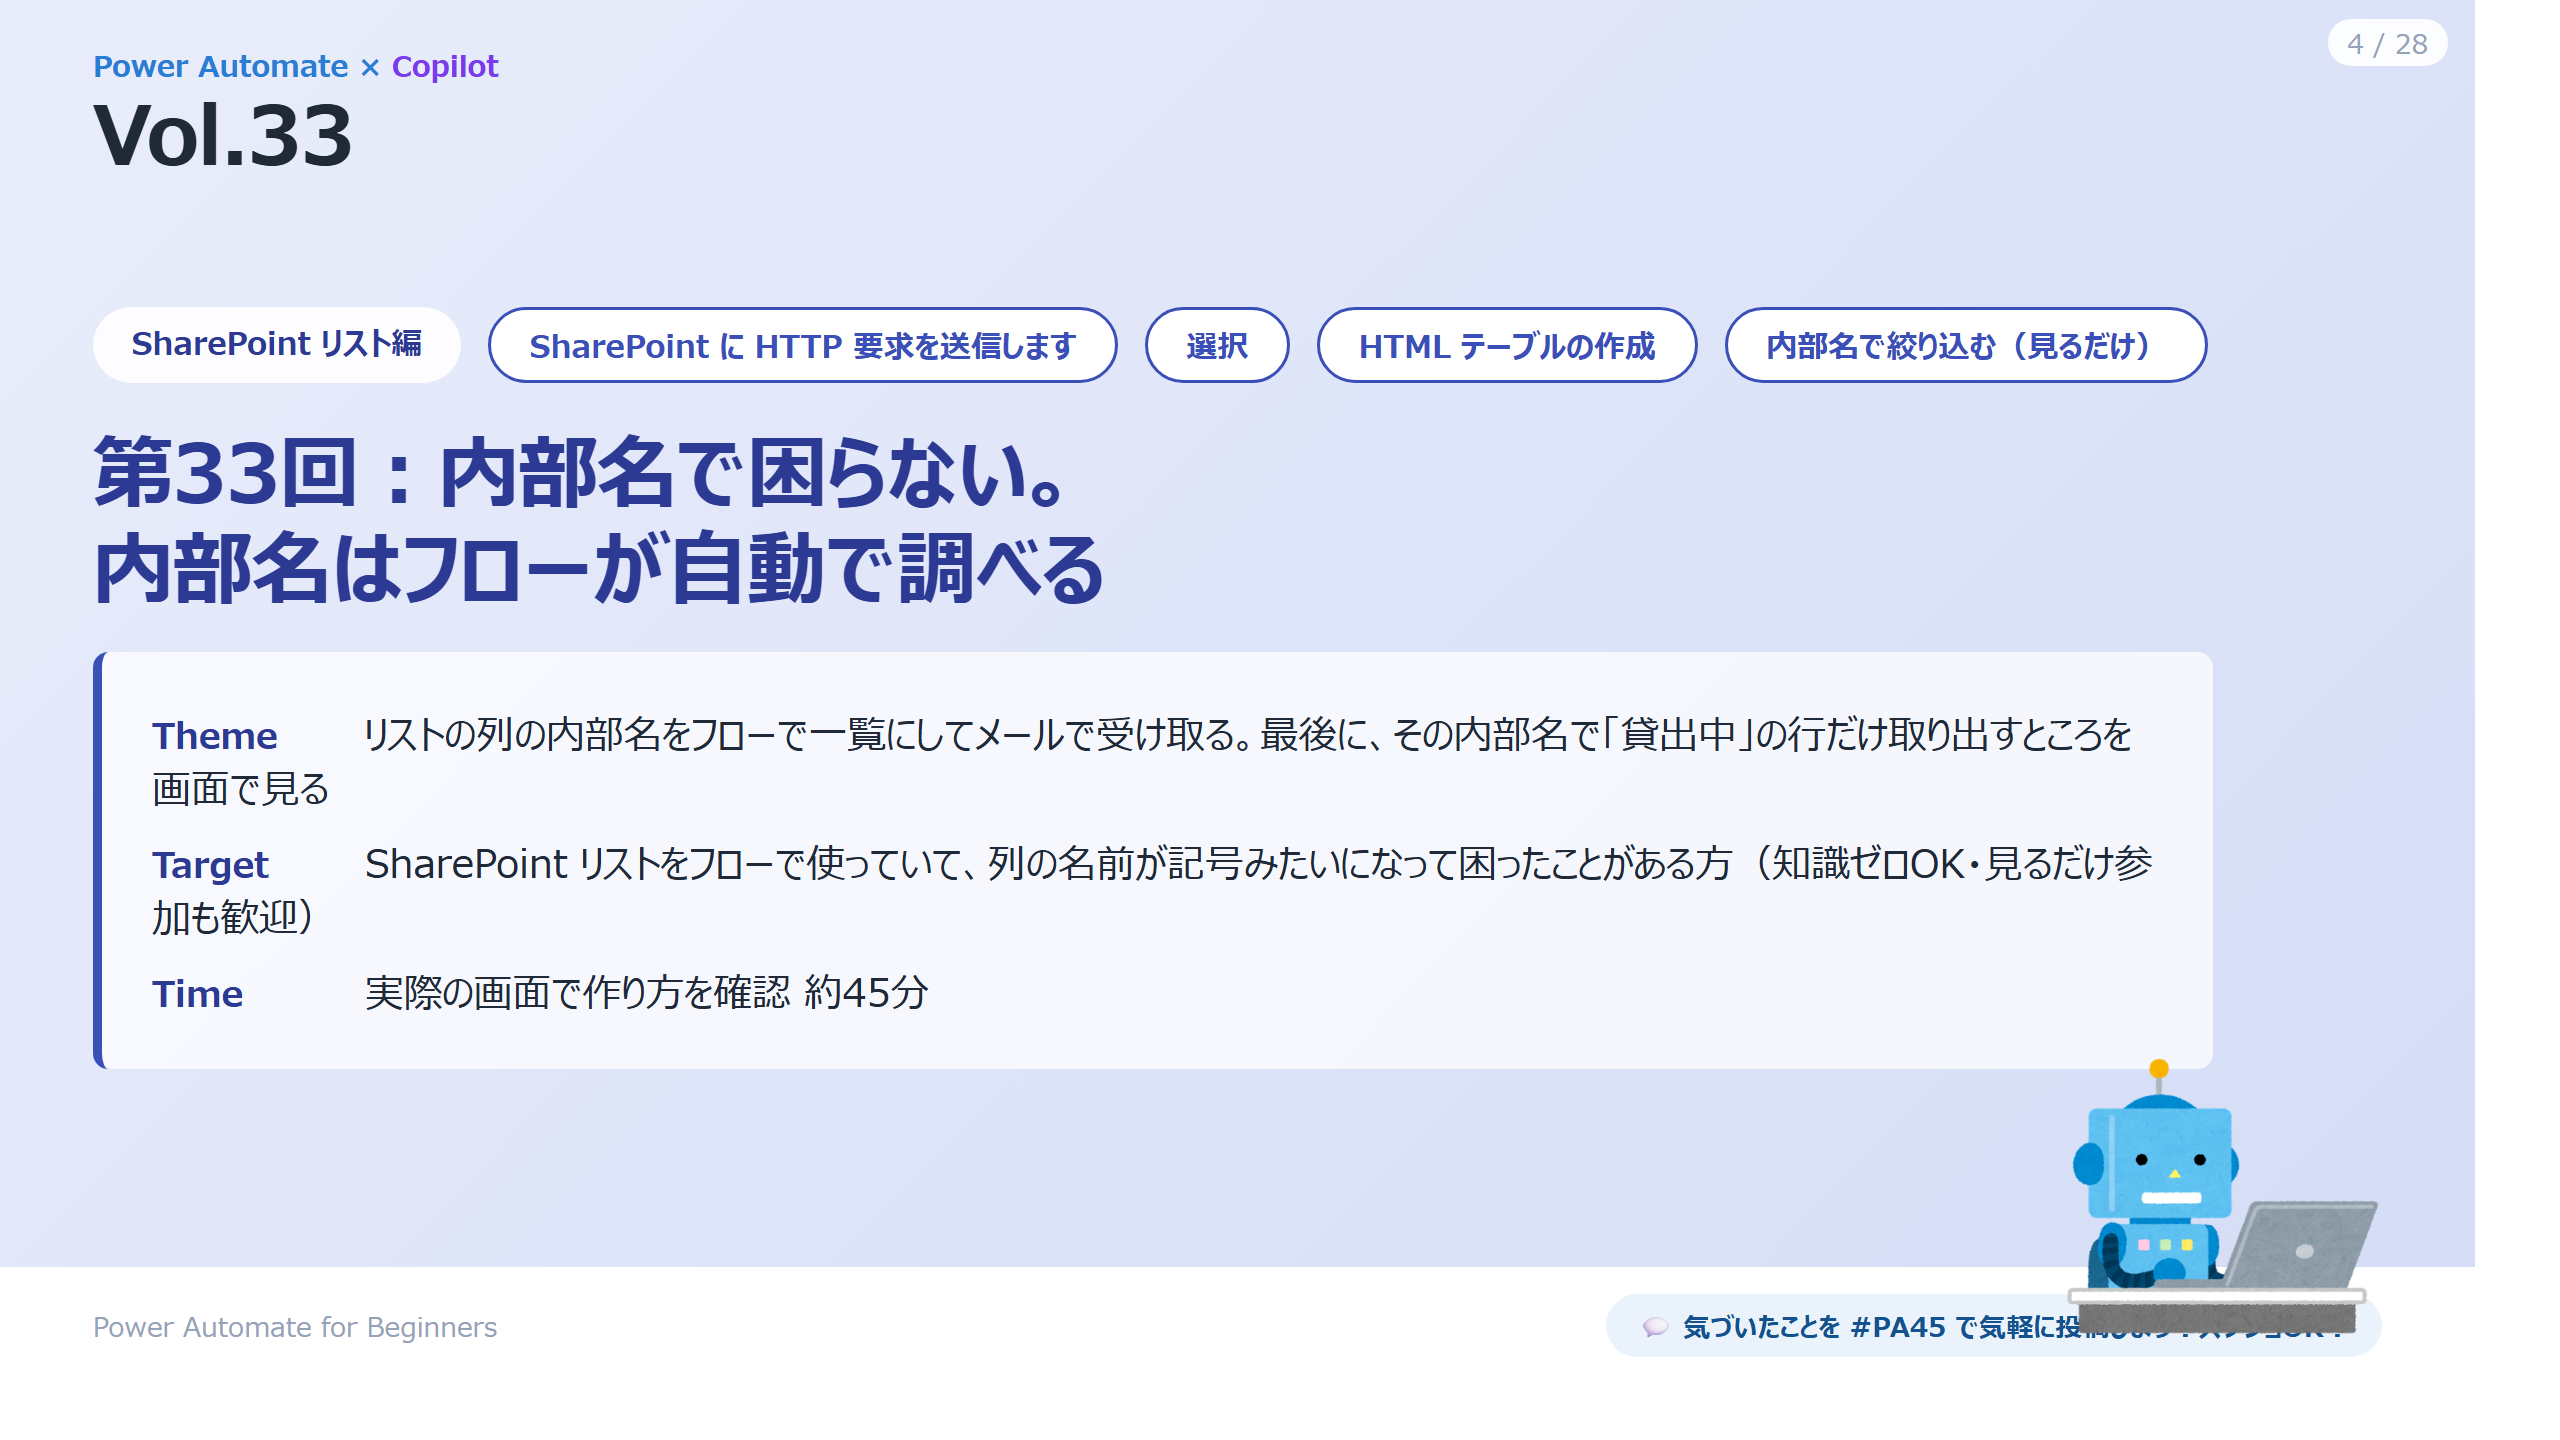 4 / 28
Power Automate × Copilot
Vol.33
SharePoint リスト編
SharePoint に HTTP 要求を送信します
選択
HTML テーブルの作成
内部名で絞り込む（見るだけ）
第33回：内部名で困らない。
内部名はフローが自動で調べる
Theme リストの列の内部名をフローで一覧にしてメールで受け取る。最後に、その内部名で「貸出中」の行だけ取り出すところを
画面で見る
Target SharePoint リストをフローで使っていて、列の名前が記号みたいになって困ったことがある方（知識ゼロOK・見るだけ参
加も歓迎）
Time 実際の画面で作り方を確認 約45分
Power Automate for Beginners
気づいたことを #PA45 で気軽に投